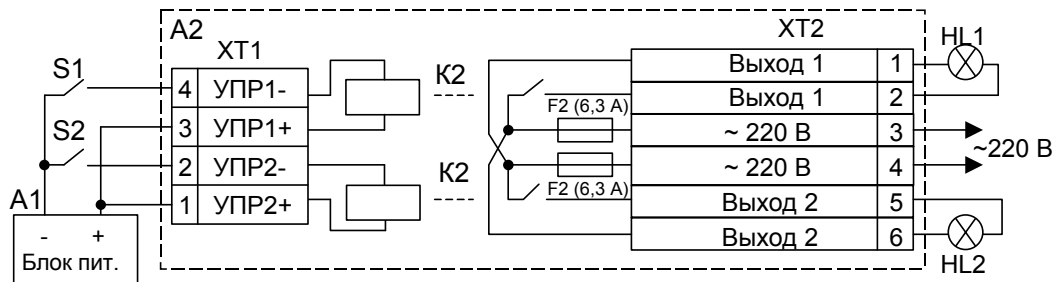 A2
XT1
XT2
HL1
S1
K2
4 УПР1-
Выход 1 1
Выход 1 2
F2 (6,3 А)
S2
3 УПР1+
~ 220 В 3
~220 В
2 УПР2-
~ 220 В 4
K2
F2 (6,3 А)
A1
1 УПР2+
Выход 2 5
- +
Выход 2 6
Блок пит.
HL2